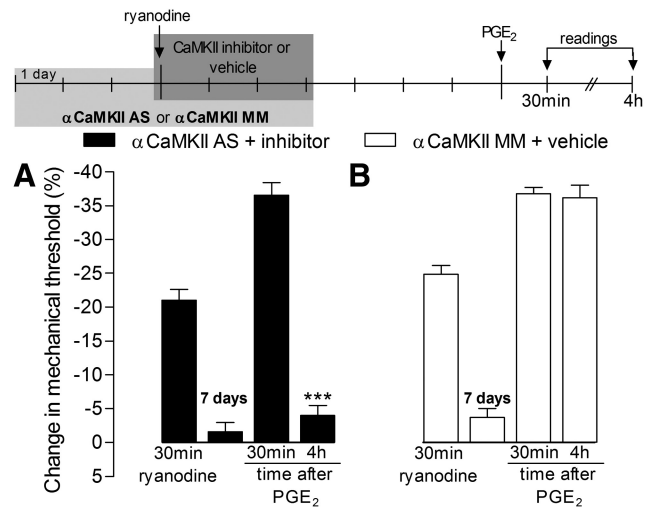 ryanodine
CaMKII inhibitor or
vehicle
PGE2
readings
1 day
30min
4h
αCaMKII AS or αCaMKII MM
αCaMKII AS + inhibitor
αCaMKII MM + vehicle
A
B
Change in mechanical threshold (%)
-40
-35
-30
-25
-20
-15
-10
-5
0
5
7 days
***
30min
ryanodine
30min 4h
time after
PGE2
7 days
30min
ryanodine
30min 4h
time after
PGE2